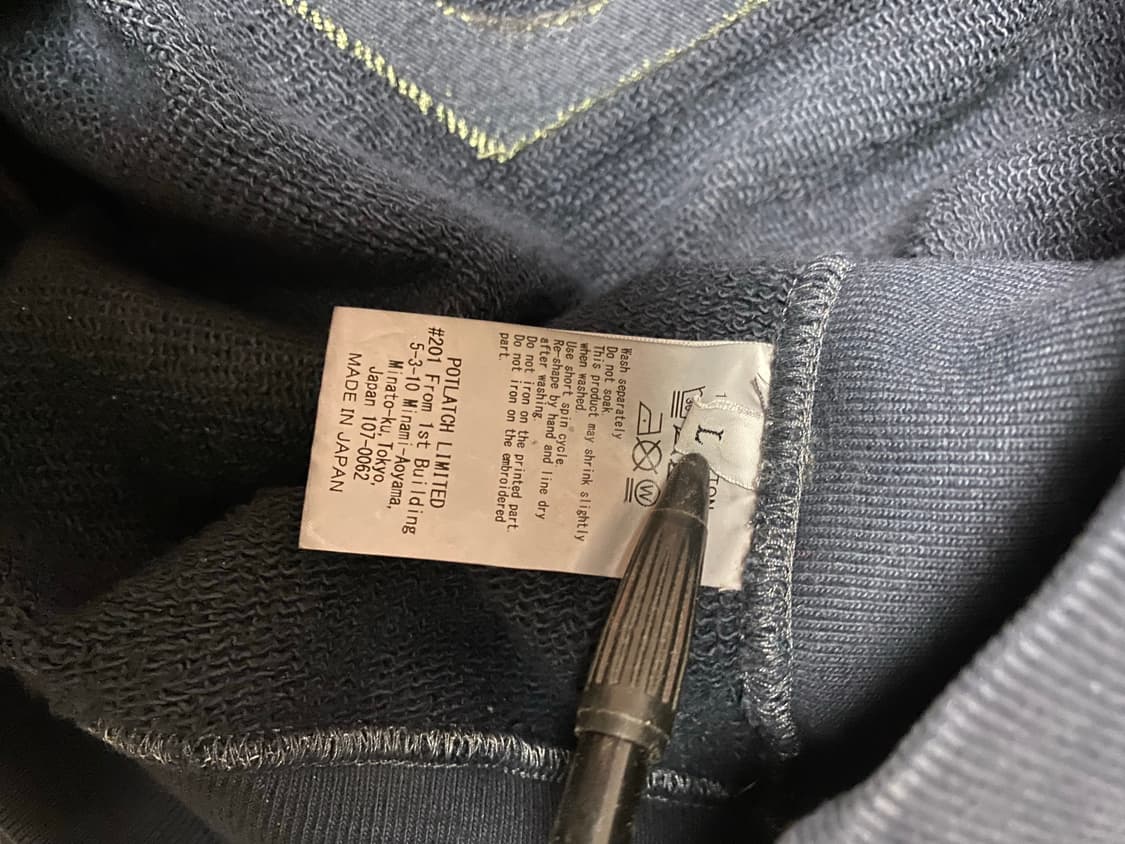 L
Wash separately
Do not soak.
This product may shrink slightly
when washed.
Use short spin cycle.
Re-shape by hand and line dry
after washing.
Do not iron on the printed part.
Do not iron on the embroidered
part.
POTLATCH LIMITED
#201 From 1st Building
5-3-10 Minami-Aoyama,
Minato-ku, Tokyo,
Japan 107-0062
MADE IN JAPAN